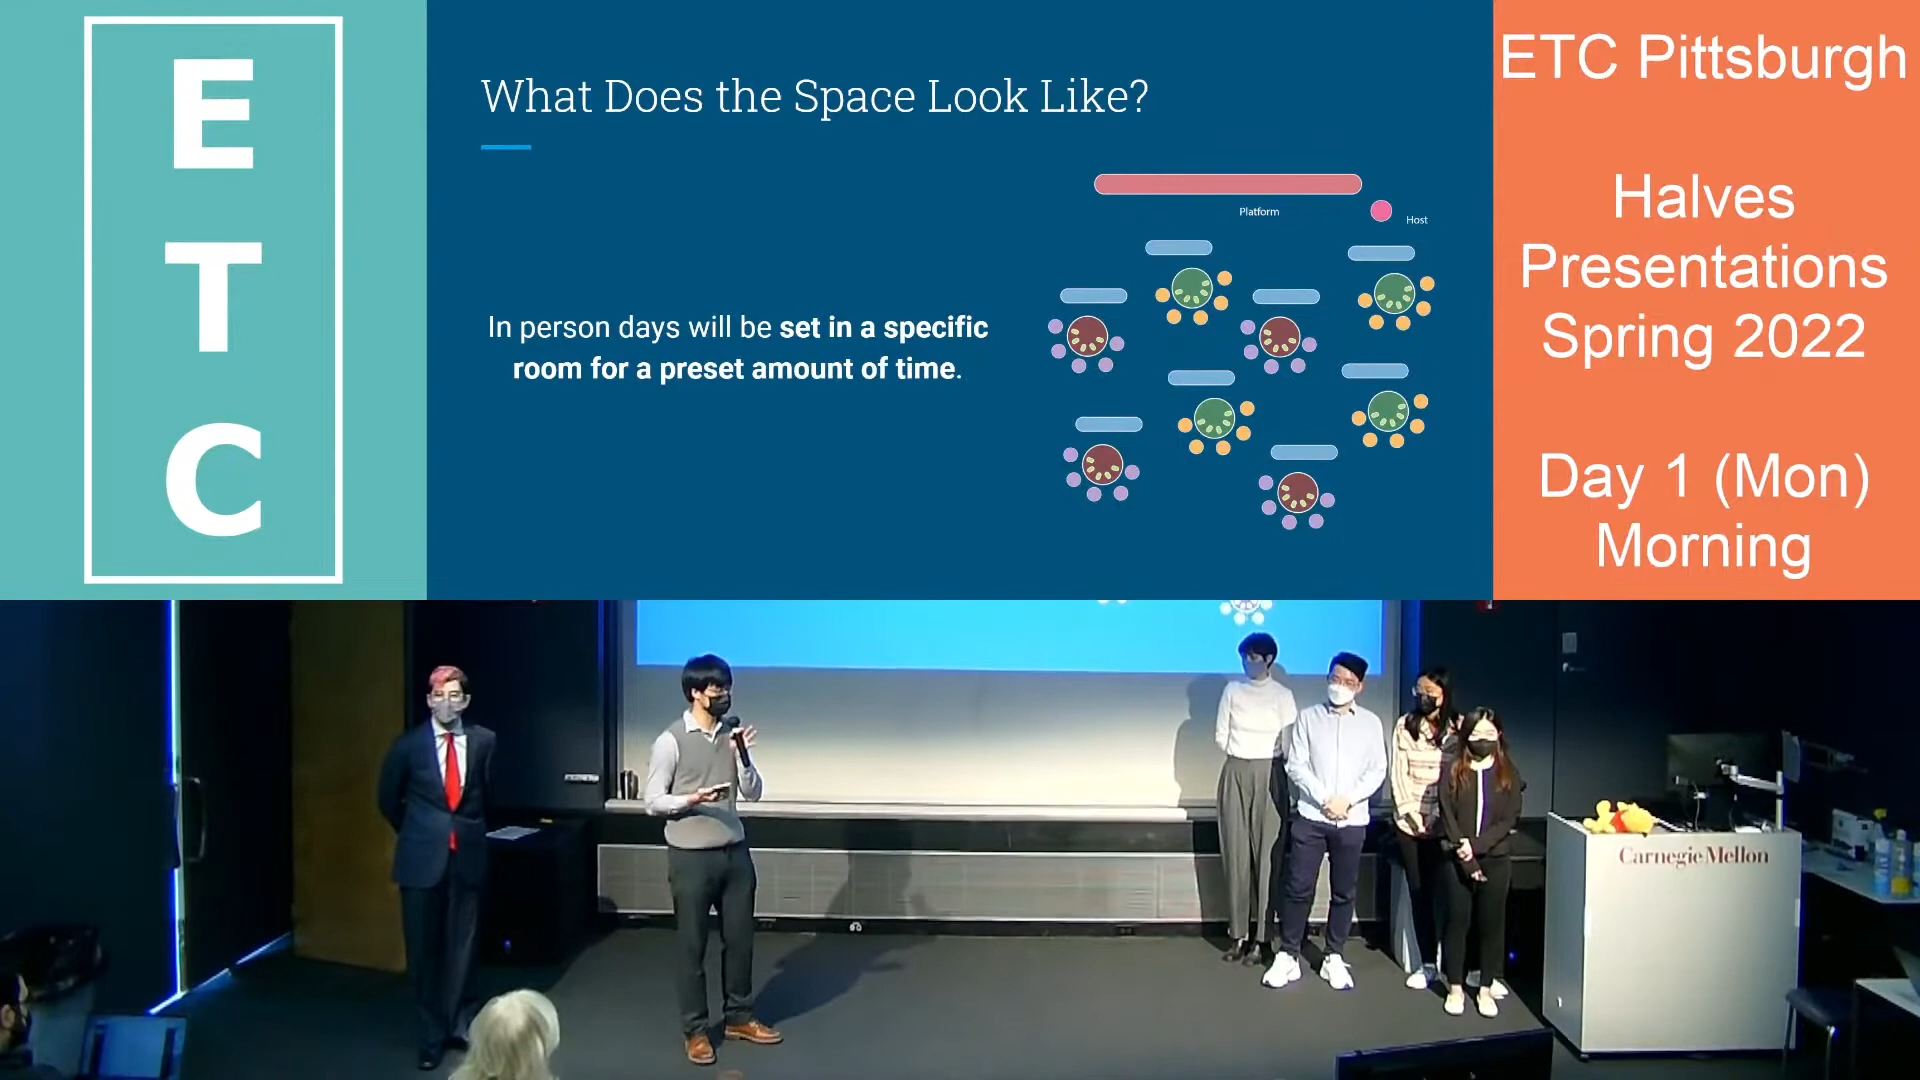 E
T
C
What Does the Space Look Like?
Platform
Host
In person days will be set in a specific
room for a preset amount of time.
ETC Pittsburgh
Halves
Presentations
Spring 2022
Day 1 (Mon)
Morning
Carnegie Mellon